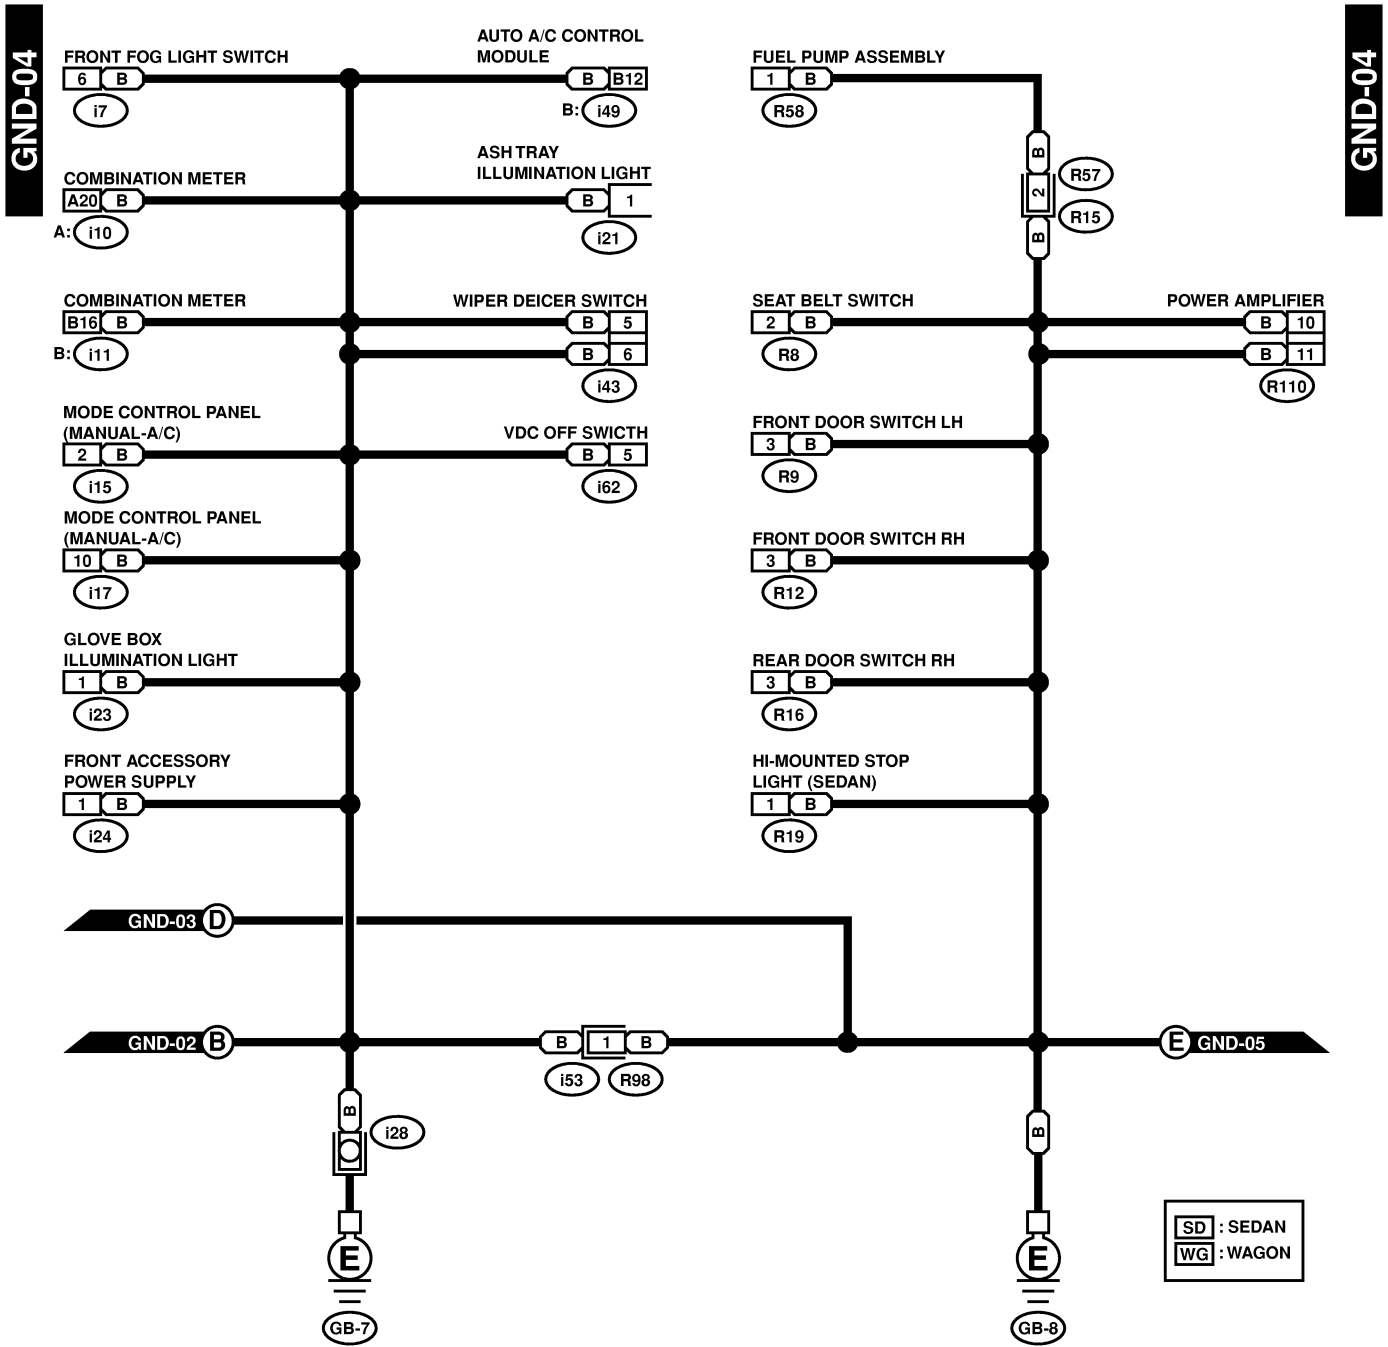 GND-04
GND-04
FRONT FOG LIGHT SWITCH
6 B
i7
AUTO A/C CONTROL
MODULE
B B12
B: i49
COMBINATION METER
A20 B
A: i10
ASH TRAY
ILLUMINATION LIGHT
B 1
i21
COMBINATION METER
B16 B
B: i11
WIPER DEICER SWITCH
B 5
B 6
i43
MODE CONTROL PANEL
(MANUAL-A/C)
2 B
i15
VDC OFF SWICTH
B 5
i62
MODE CONTROL PANEL
(MANUAL-A/C)
10 B
i17
GLOVE BOX
ILLUMINATION LIGHT
1 B
i23
FRONT ACCESSORY
POWER SUPPLY
1 B
i24
FUEL PUMP ASSEMBLY
1 B
R58
B
R57
2
R15
B
SEAT BELT SWITCH
2 B
R8
POWER AMPLIFIER
B 10
B 11
R110
FRONT DOOR SWITCH LH
3 B
R9
FRONT DOOR SWITCH RH
3 B
R12
REAR DOOR SWITCH RH
3 B
R16
HI-MOUNTED STOP
LIGHT (SEDAN)
1 B
R19
GND-03 D
GND-02 B
B 1 B
i53 R98
E GND-05
B
i28
E
GB-7
B
E
GB-8
SD : SEDAN
WG : WAGON